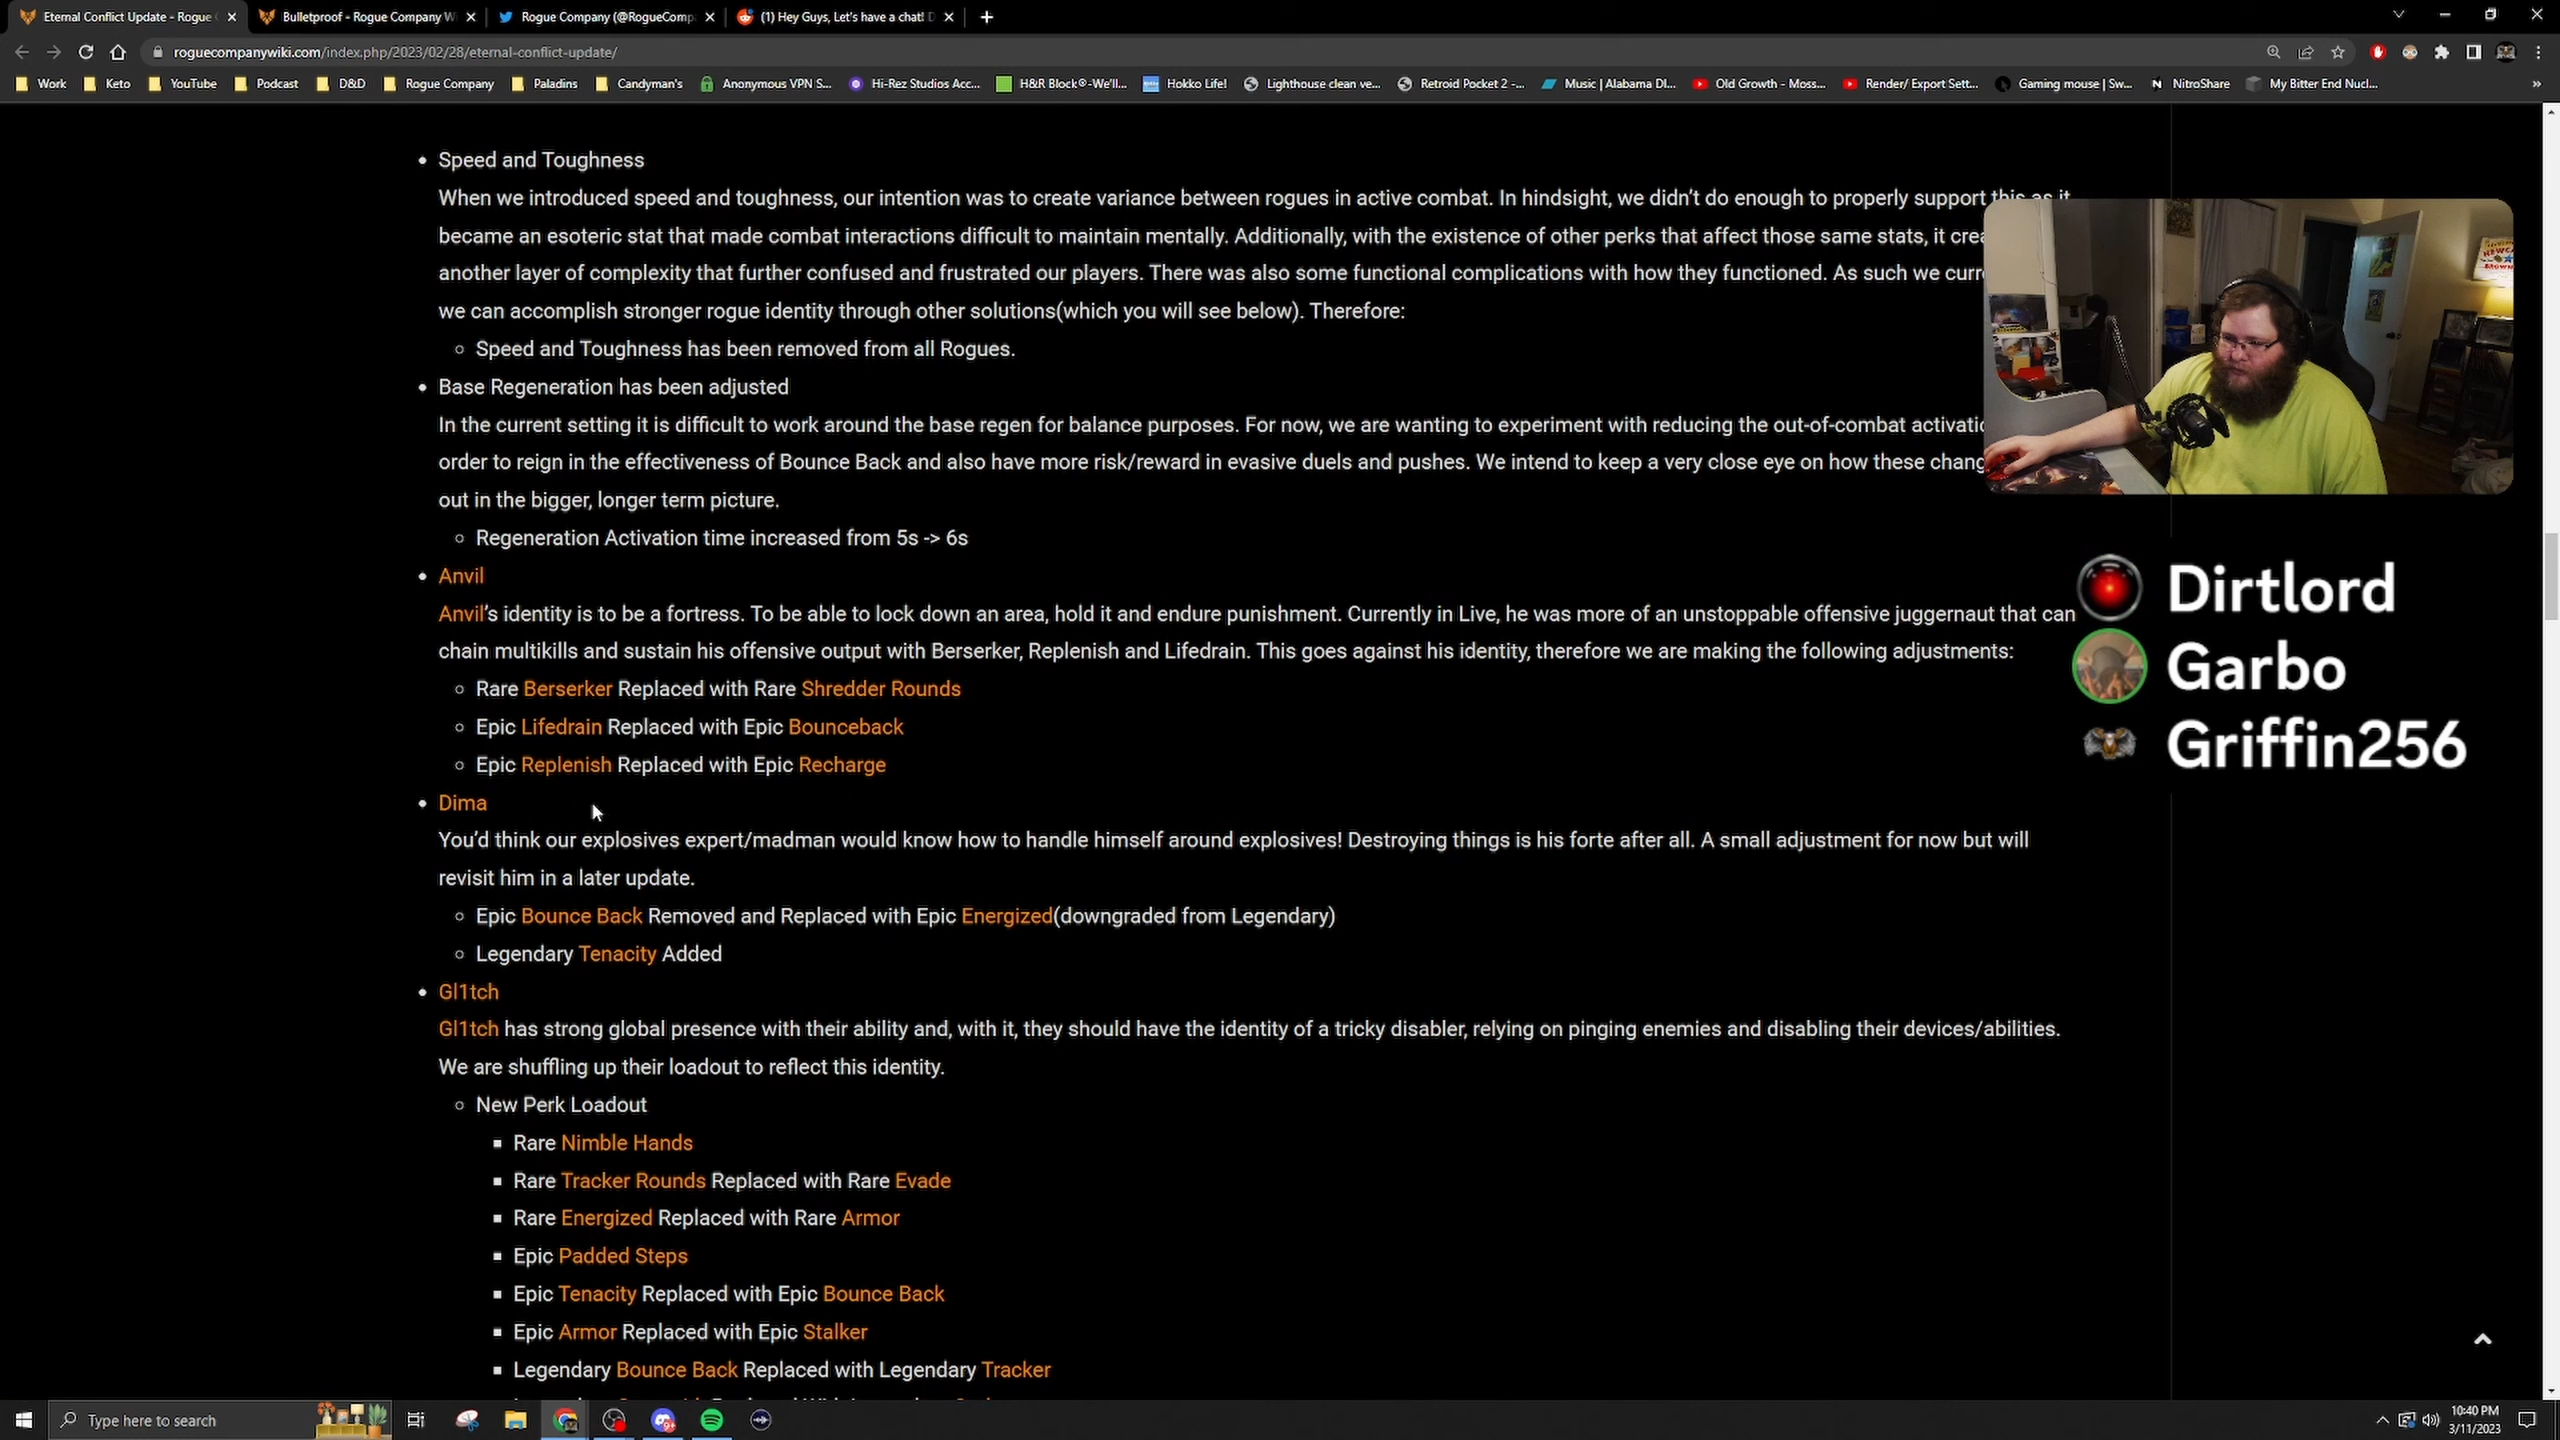 Eternal Conflict Update - Rogue
Bulletproof - Rogue Company Wi
Rogue Company (@RogueComp
(1) Hey Guys, Let's have a chat!
roguecompanywiki.com/index.php/2023/02/28/eternal-conflict-update/
Work
Keto
YouTube
Podcast
D&D
Rogue Company
Paladins
Candyman's
Anonymous VPN S...
Hi-Rez Studios Acc...
H&R Block®-We'll...
Hokko Life!
Lighthouse clean ve...
Retroid Pocket 2 -...
Music | Alabama DI...
Old Growth - Moss...
Render/ Export Sett...
Gaming mouse | Sw...
NitroShare
My Bitter End Nucl...
Speed and Toughness
When we introduced speed and toughness, our intention was to create variance between rogues in active combat. In hindsight, we didn't do enough to properly support this as it
became an esoteric stat that made combat interactions difficult to maintain mentally. Additionally, with the existence of other perks that affect those same stats, it crea
another layer of complexity that further confused and frustrated our players. There was also some functional complications with how they functioned. As such we curr
we can accomplish stronger rogue identity through other solutions(which you will see below). Therefore:
Speed and Toughness has been removed from all Rogues.
Base Regeneration has been adjusted
In the current setting it is difficult to work around the base regen for balance purposes. For now, we are wanting to experiment with reducing the out-of-combat activatio
order to reign in the effectiveness of Bounce Back and also have more risk/reward in evasive duels and pushes. We intend to keep a very close eye on how these chang
out in the bigger, longer term picture.
Regeneration Activation time increased from 5s -> 6s
Anvil
Anvil's identity is to be a fortress. To be able to lock down an area, hold it and endure punishment. Currently in Live, he was more of an unstoppable offensive juggernaut that can
chain multikills and sustain his offensive output with Berserker, Replenish and Lifedrain. This goes against his identity, therefore we are making the following adjustments:
Rare Berserker Replaced with Rare Shredder Rounds
Epic Lifedrain Replaced with Epic Bounceback
Epic Replenish Replaced with Epic Recharge
Dima
You'd think our explosives expert/madman would know how to handle himself around explosives! Destroying things is his forte after all. A small adjustment for now but will
revisit him in a later update.
Epic Bounce Back Removed and Replaced with Epic Energized(downgraded from Legendary)
Legendary Tenacity Added
Gl1tch
Gl1tch has strong global presence with their ability and, with it, they should have the identity of a tricky disabler, relying on pinging enemies and disabling their devices/abilities.
We are shuffling up their loadout to reflect this identity.
New Perk Loadout
Rare Nimble Hands
Rare Tracker Rounds Replaced with Rare Evade
Rare Energized Replaced with Rare Armor
Epic Padded Steps
Epic Tenacity Replaced with Epic Bounce Back
Epic Armor Replaced with Epic Stalker
Legendary Bounce Back Replaced with Legendary Tracker
Dirtlord
Garbo
Griffin256
Type here to search
10:40 PM
3/11/2023